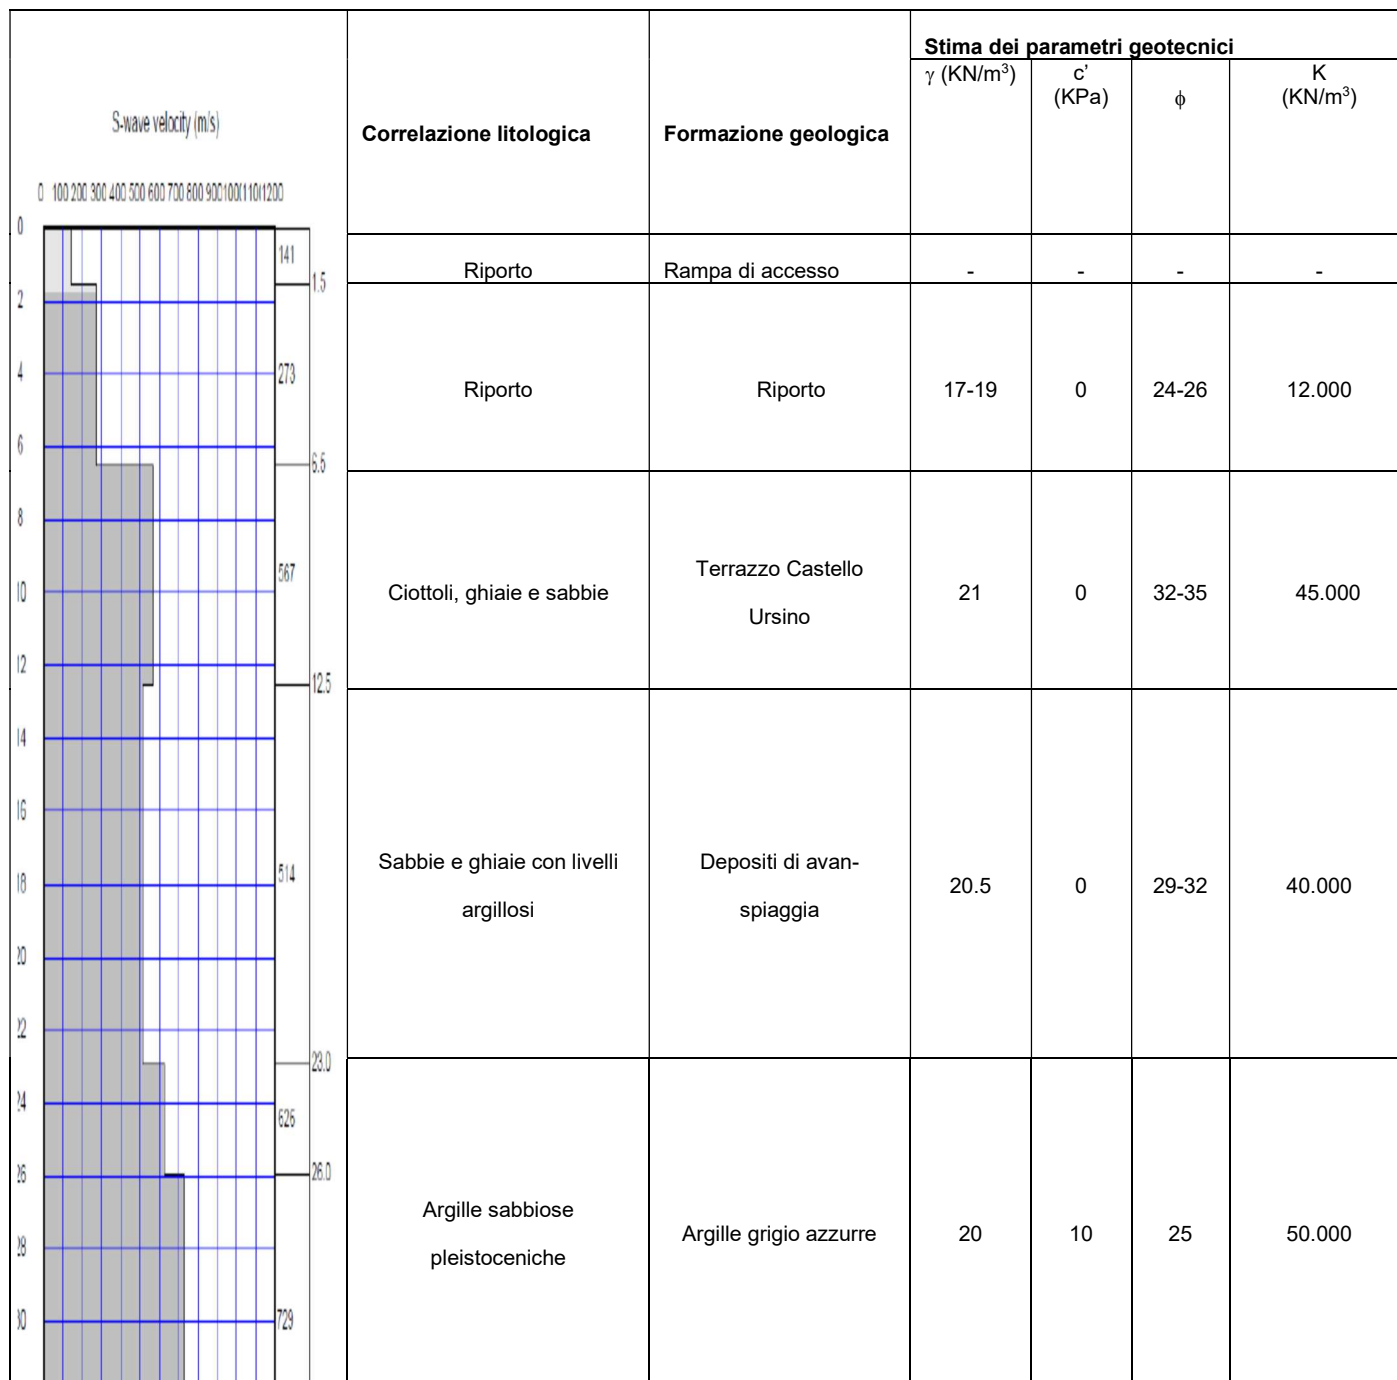 Stima dei parametri geotecnici
S-wave velocity (m/s)
Correlazione litologica
Formazione geologica
γ (KN/m³)
c'
(KPa)
ϕ
K
(KN/m³)
0 100 200 300 400 500 600 700 800 900 1000 1100 1200
0
141
1.5
Riporto
Rampa di accesso
-
-
-
-
2
4
273
6
6.5
Riporto
Riporto
17-19
0
24-26
12.000
8
567
10
12
12.5
Ciottoli, ghiaie e sabbie
Terrazzo Castello
Ursino
21
0
32-35
45.000
14
16
18
514
20
22
23.0
Sabbie e ghiaie con livelli
argillosi
Depositi di avan-
spiaggia
20.5
0
29-32
40.000
24
626
26
26.0
28
30
729
Argille sabbiose
pleistoceniche
Argille grigio azzurre
20
10
25
50.000